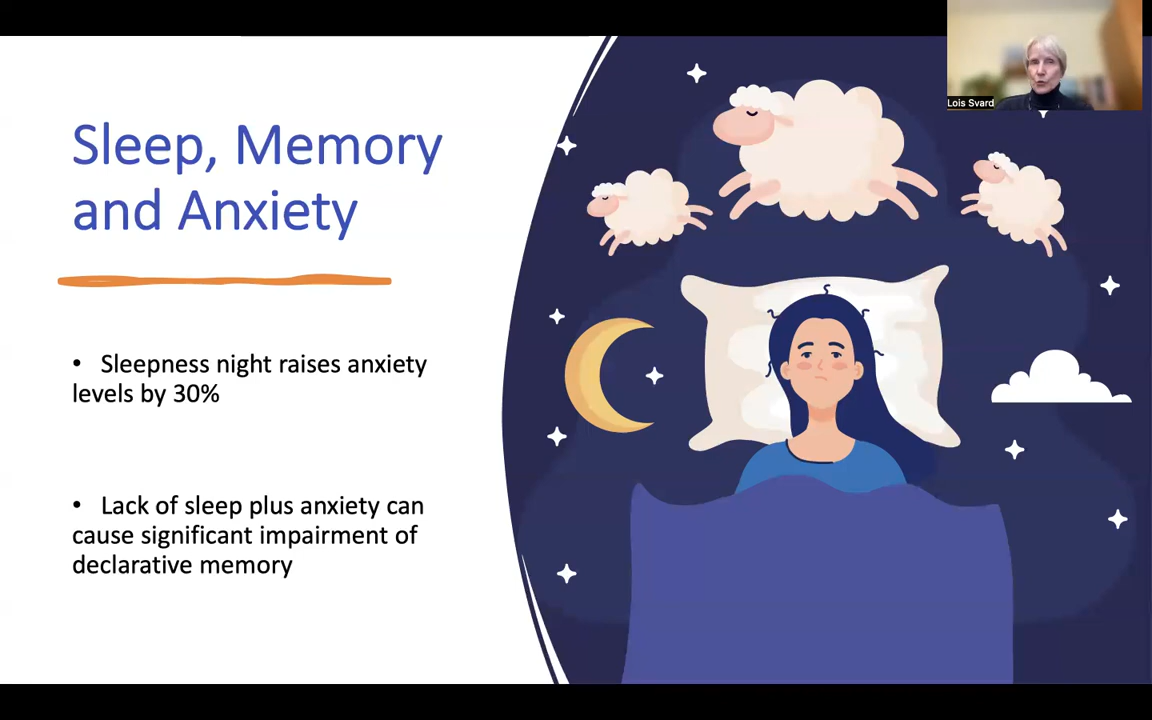 Sleep, Memory
and Anxiety
• Sleepness night raises anxiety
levels by 30%
• Lack of sleep plus anxiety can
cause significant impairment of
declarative memory
Lois Svard